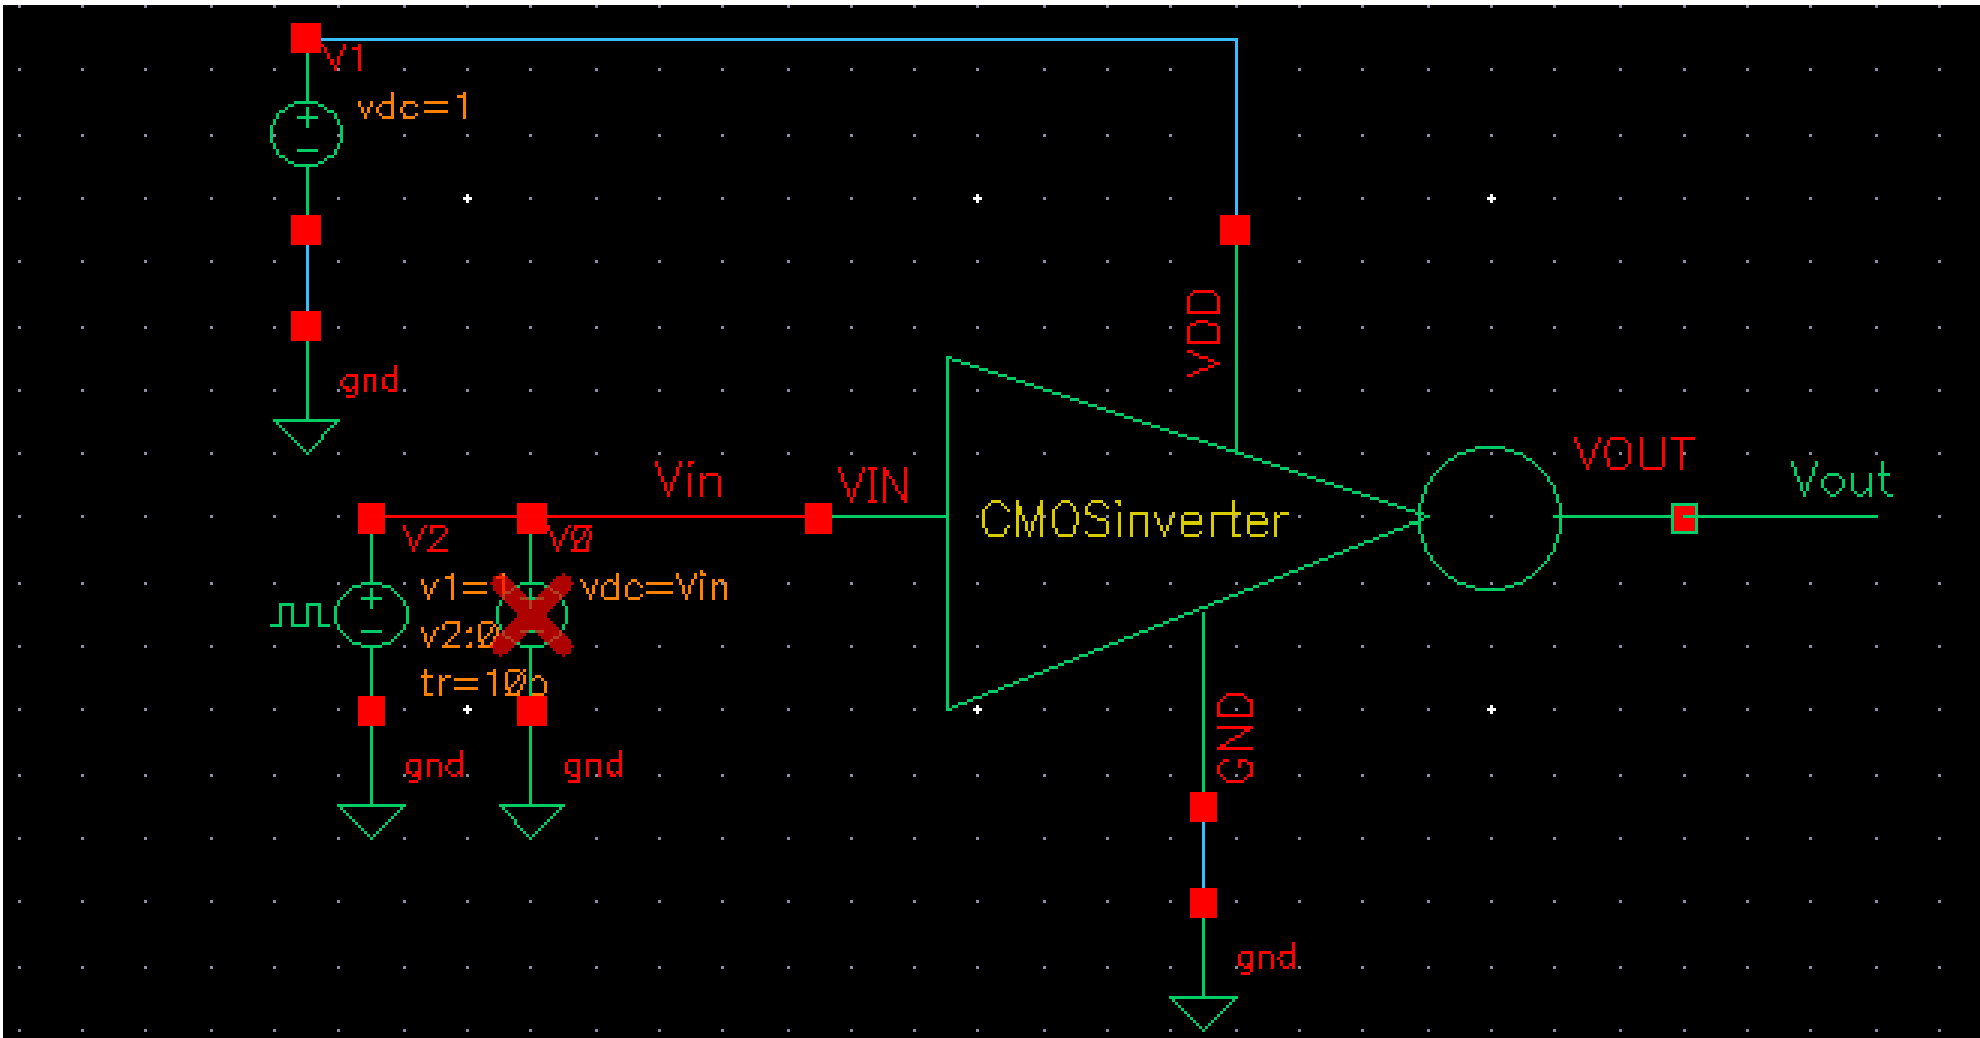 V1
vdc=1
gnd
VDD
Vin
VIN
VOUT
Vout
CMOSinverter
V2
V0
v1=1
vdc=Vin
v2:0
tr=10p
gnd
gnd
GND
gnd